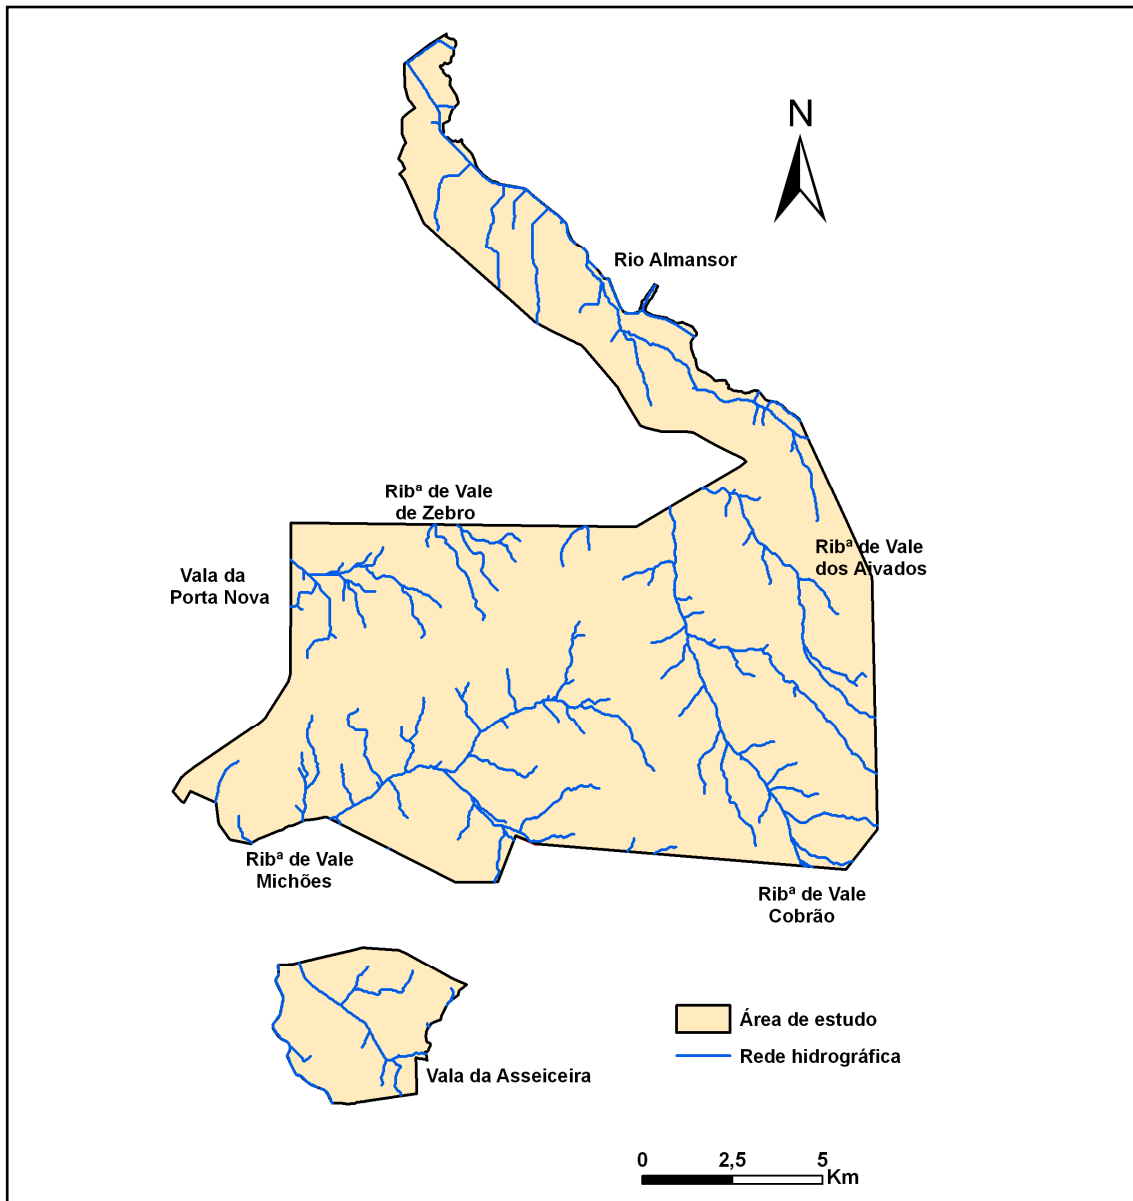 N
Rio Almansor
Ribª de Vale
de Zebro
Ribª de Vale
dos Aivados
Vala da
Porta Nova
Ribª de Vale
Michões
Ribª de Vale
Cobrão
Área de estudo
Rede hidrográfica
Vala da Asseiceira
0 2,5 5
Km